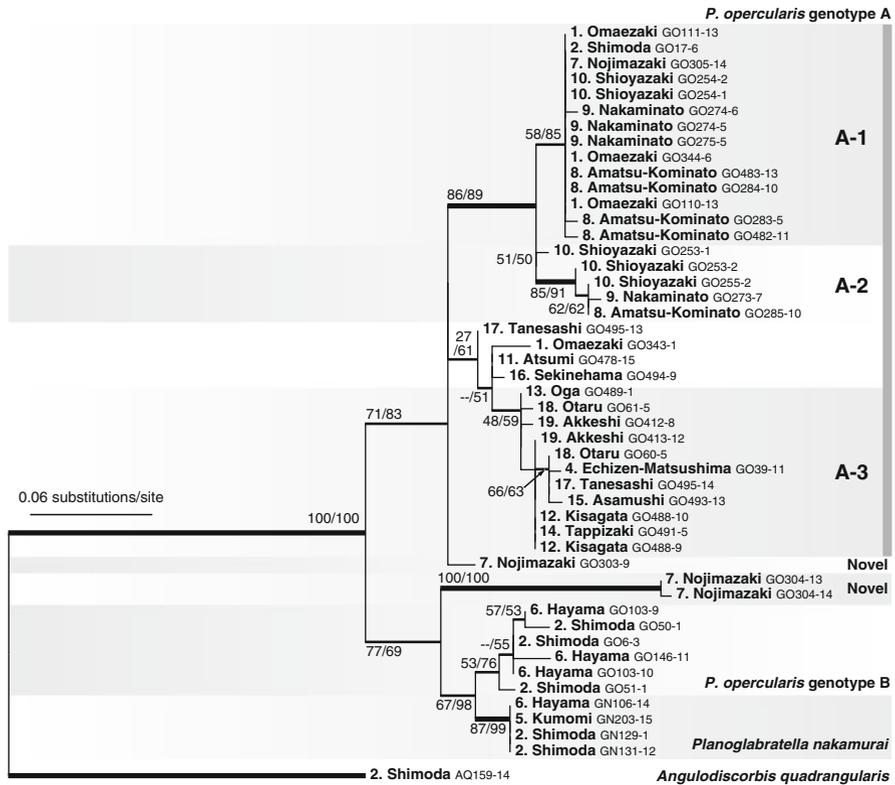 P. opercularis genotype A
1. Omaezaki GO111-13
2. Shimoda GO17-6
7. Nojimazaki GO305-14
10. Shioyazaki GO254-2
10. Shioyazaki GO254-1
9. Nakaminato GO274-6
9. Nakaminato GO274-5
58/85
A-1
9. Nakaminato GO275-5
1. Omaezaki GO344-6
8. Amatsu-Kominato GO483-13
8. Amatsu-Kominato GO284-10
86/89
1. Omaezaki GO110-13
8. Amatsu-Kominato GO283-5
8. Amatsu-Kominato GO482-11
10. Shioyazaki GO253-1
51/50
10. Shioyazaki GO253-2
10. Shioyazaki GO255-2
A-2
85/91
9. Nakaminato GO273-7
62/62
8. Amatsu-Kominato GO285-10
17. Tanesashi GO495-13
27
/61
1. Omaezaki GO343-1
11. Atsumi GO478-15
16. Sekinehama GO494-9
--/51
13. Oga GO489-1
18. Otaru GO61-5
71/83
48/59
19. Akkeshi GO412-8
19. Akkeshi GO413-12
18. Otaru GO60-5
4. Echizen-Matsushima GO39-11
A-3
17. Tanesashi GO495-14
66/63
15. Asamushi GO493-13
0.06 substitutions/site
12. Kisagata GO488-10
100/100
14. Tappizaki GO491-5
12. Kisagata GO488-9
7. Nojimazaki GO303-9
Novel
100/100
7. Nojimazaki GO304-13
Novel
7. Nojimazaki GO304-14
57/53
6. Hayama GO103-9
2. Shimoda GO50-1
--/55
2. Shimoda GO6-3
77/69
53/76
6. Hayama GO146-11
6. Hayama GO103-10
2. Shimoda GO51-1
P. opercularis genotype B
67/98
6. Hayama GN106-14
5. Kumomi GN203-15
87/99
2. Shimoda GN129-1
2. Shimoda GN131-12
Planoglabratella nakamurai
2. Shimoda AQ159-14
Angulodiscorbis quadrangularis